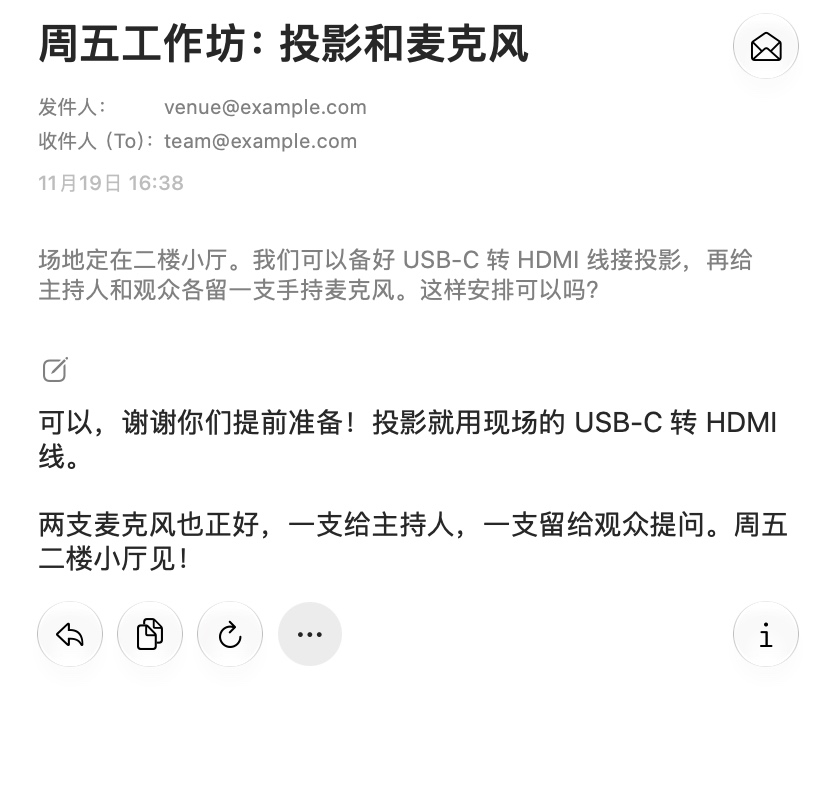 周五工作坊：投影和麦克风
发件人： venue@example.com
收件人（To）：team@example.com
11月19日 16:38
场地定在二楼小厅。我们可以备好 USB-C 转 HDMI 线接投影，再给
主持人和观众各留一支手持麦克风。这样安排可以吗？
可以，谢谢你们提前准备！投影就用现场的 USB-C 转 HDMI
线。
两支麦克风也正好，一支给主持人，一支留给观众提问。周五
二楼小厅见！